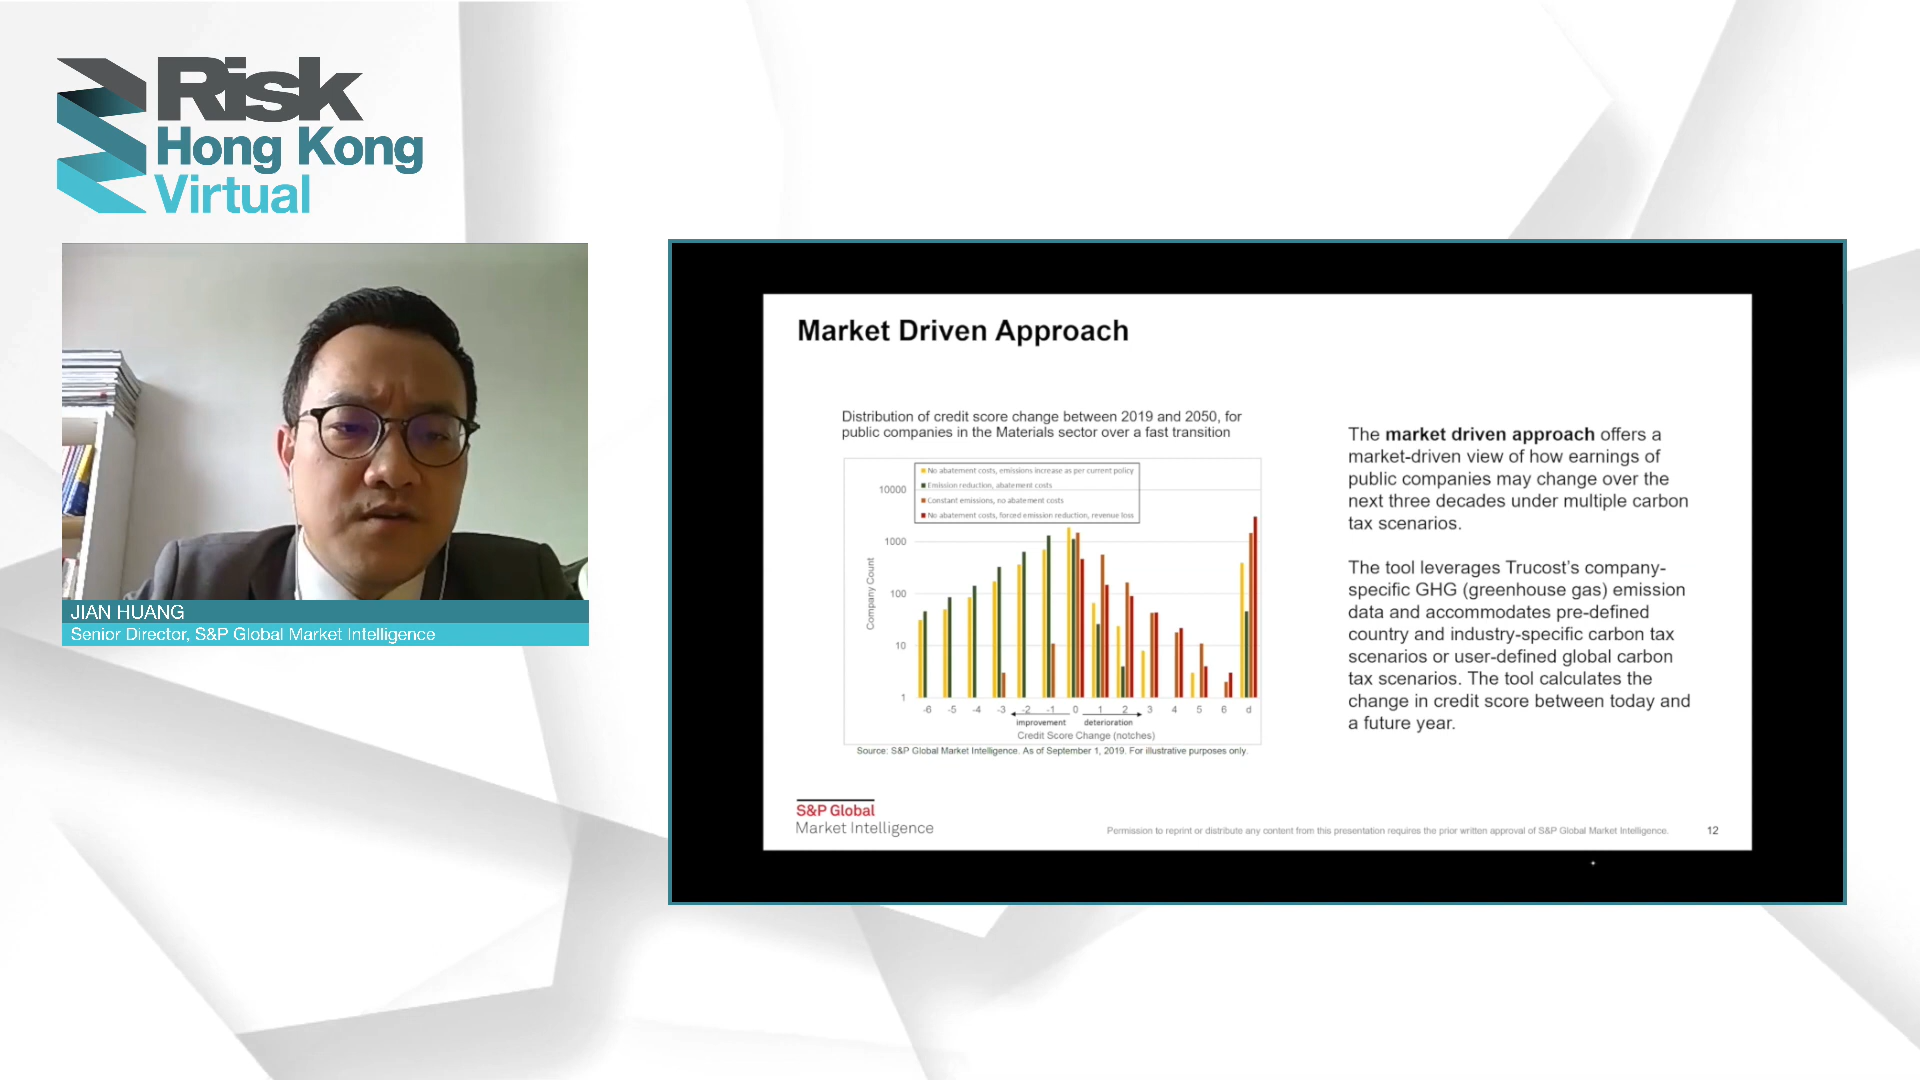 Risk
Hong Kong
Virtual
JIAN HUANG
Senior Director, S&P Global Market Intelligence
Market Driven Approach
Distribution of credit score change between 2019 and 2050, for
public companies in the Materials sector over a fast transition
No abatement costs, emissions increase as per current policy
Emission reduction, abatement costs
Constant emissions, no abatement costs
No abatement costs, forced emission reduction, revenue loss
10000
1000
100
10
1
Company Count
-6 -5 -4 -3 -2 -1 0 1 2 3 4 5 6 d
improvement deterioration
Credit Score Change (notches)
Source: S&P Global Market Intelligence. As of September 1, 2019. For illustrative purposes only.
The market driven approach offers a
market-driven view of how earnings of
public companies may change over the
next three decades under multiple carbon
tax scenarios.
The tool leverages Trucost's company-
specific GHG (greenhouse gas) emission
data and accommodates pre-defined
country and industry-specific carbon tax
scenarios or user-defined global carbon
tax scenarios. The tool calculates the
change in credit score between today and
a future year.
S&P Global
Market Intelligence
Permission to reprint or distribute any content from this presentation requires the prior written approval of S&P Global Market Intelligence.
12